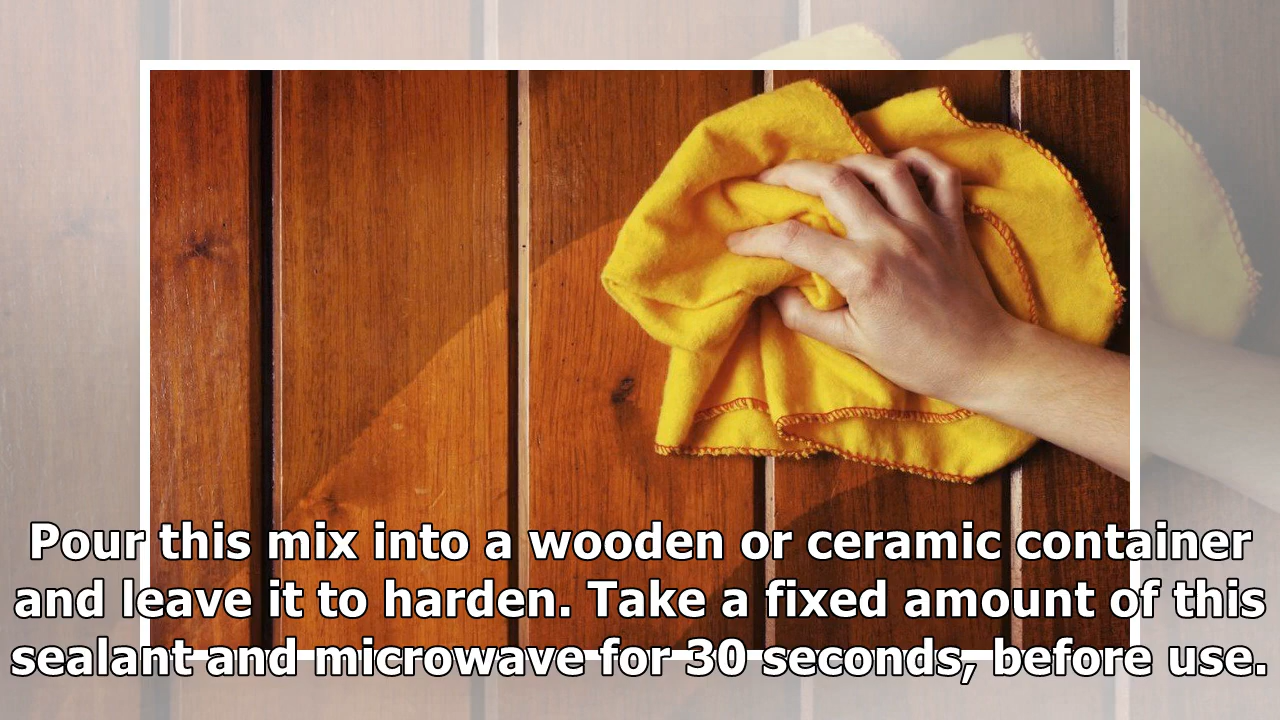 Pour this mix into a wooden or ceramic container
and leave it to harden. Take a fixed amount of this
sealant and microwave for 30 seconds, before use.